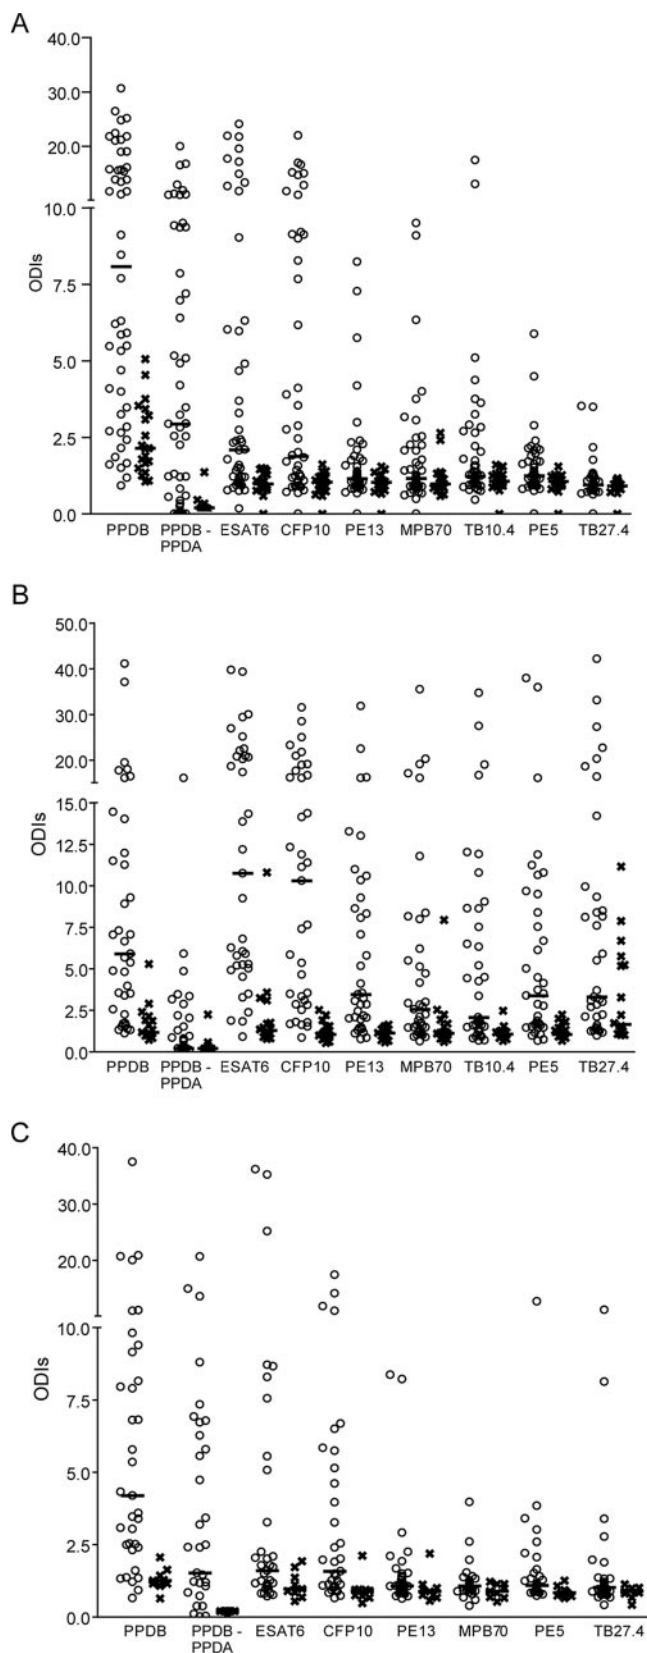 A
40.0
30.0
20.0
10.0
7.5
5.0
2.5
0.0
ODIs
PPDB PPDB - ESAT6 CFP10 PE13 MPB70 TB10.4 PE5 TB27.4
PPDA
B
50.0
40.0
30.0
20.0
15.0
12.5
10.0
7.5
5.0
2.5
0.0
ODIs
PPDB PPDB - ESAT6 CFP10 PE13 MPB70 TB10.4 PE5 TB27.4
PPDA
C
40.0
30.0
20.0
10.0
7.5
5.0
2.5
0.0
ODIs
PPDB PPDB - ESAT6 CFP10 PE13 MPB70 PE5 TB27.4
PPDA